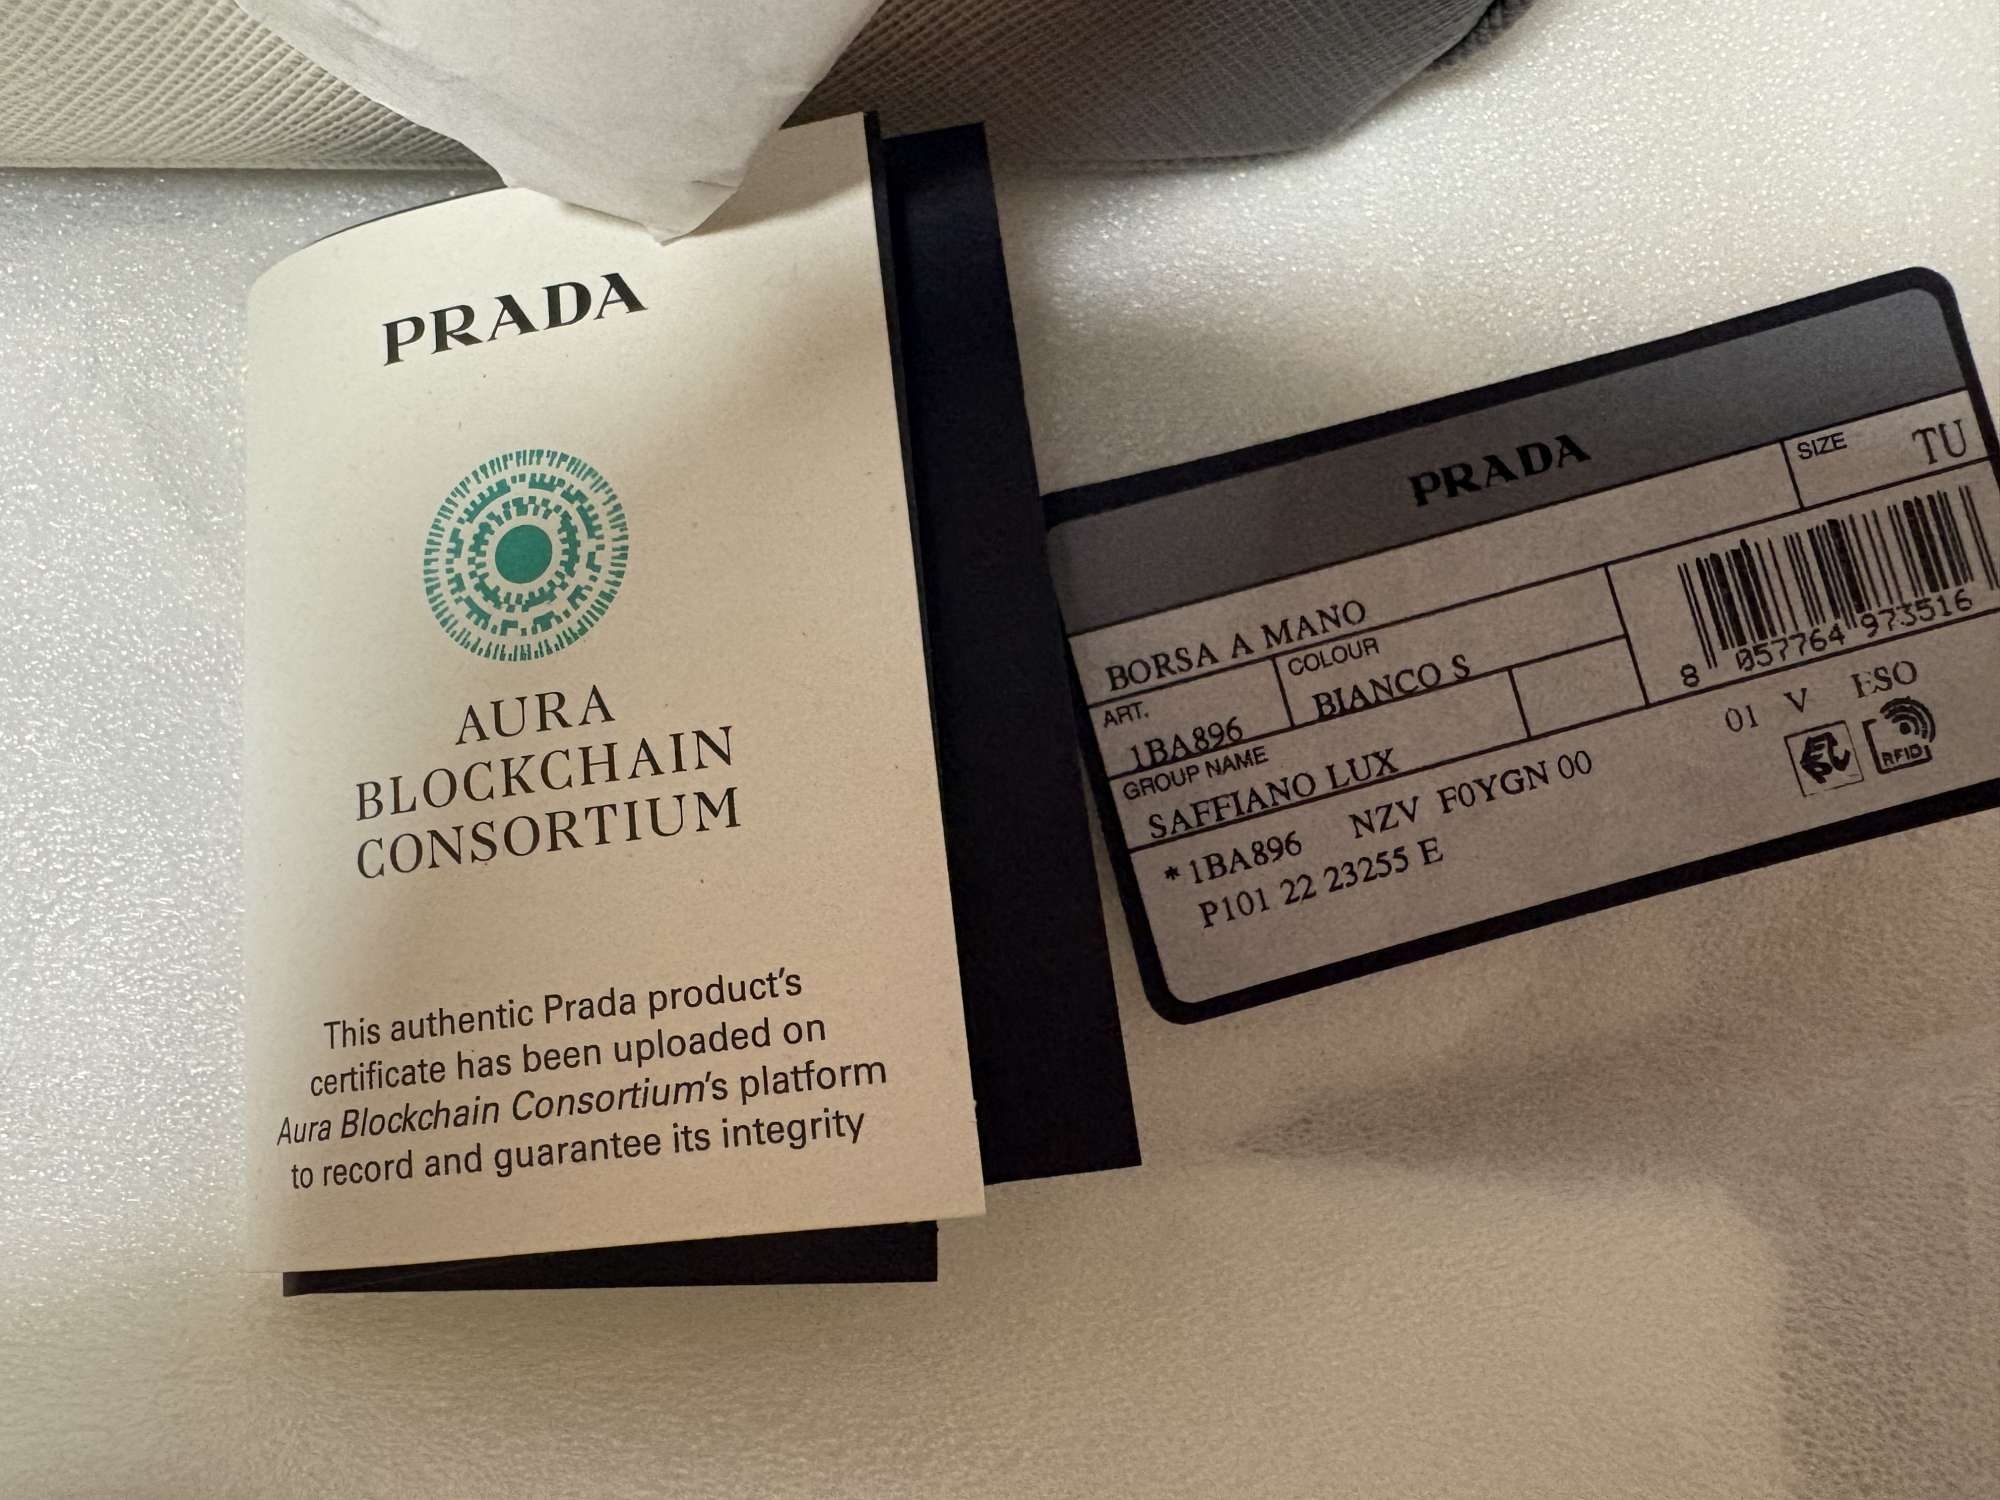 PRADA
AURA
BLOCKCHAIN
CONSORTIUM
This authentic Prada product's
certificate has been uploaded on
Aura Blockchain Consortium's platform
to record and guarantee its integrity
PRADA
BORSA A MANO
SIZE TU
ART.
1BA896
COLOUR
BIANCO S
GROUP NAME
SAFFIANO LUX
8 057764 973516
*1BA896 NZV F0YGN 00
01 V ESO
P101 22 23255 E
RFID